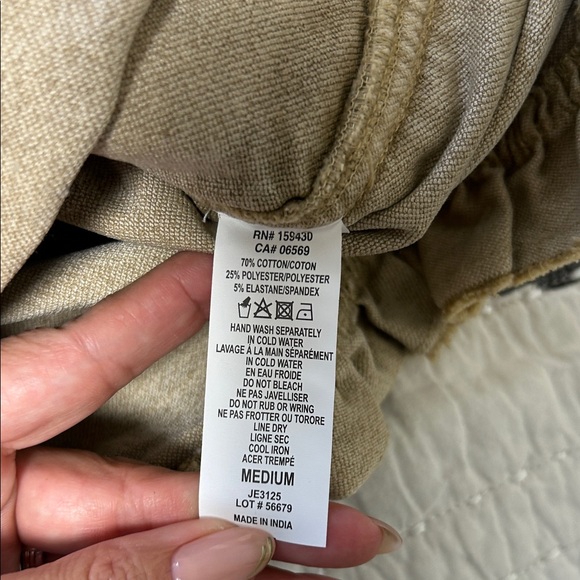 RN# 159430
CA# 06569
70% COTTON/COTON
25% POLYESTER/POLYESTER
5% ELASTANE/SPANDEX
HAND WASH SEPARATELY
IN COLD WATER
LAVAGE À LA MAIN SÉPARÉMENT
IN COLD WATER
EN EAU FROIDE
DO NOT BLEACH
NE PAS JAVELLISER
DO NOT RUB OR WRING
NE PAS FROTTER OU TORORE
LINE DRY
LIGNE SEC
COOL IRON
ACER TREMPÉ
MEDIUM
JE3125
LOT # 56679
MADE IN INDIA